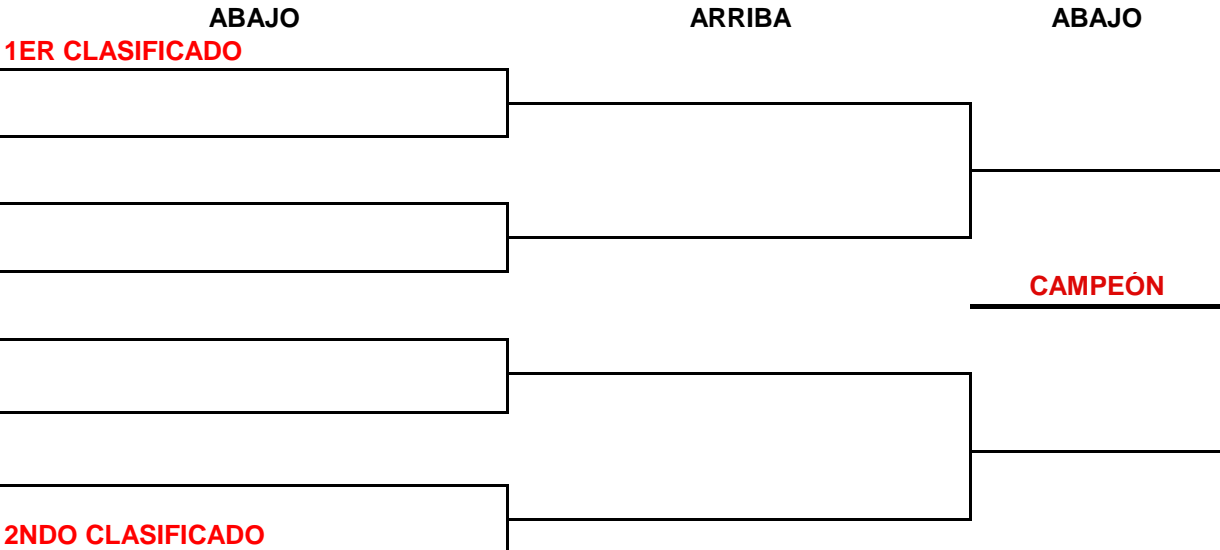 ABAJO ARRIBA ABAJO
1ER CLASIFICADO
CAMPEÓN
2NDO CLASIFICADO